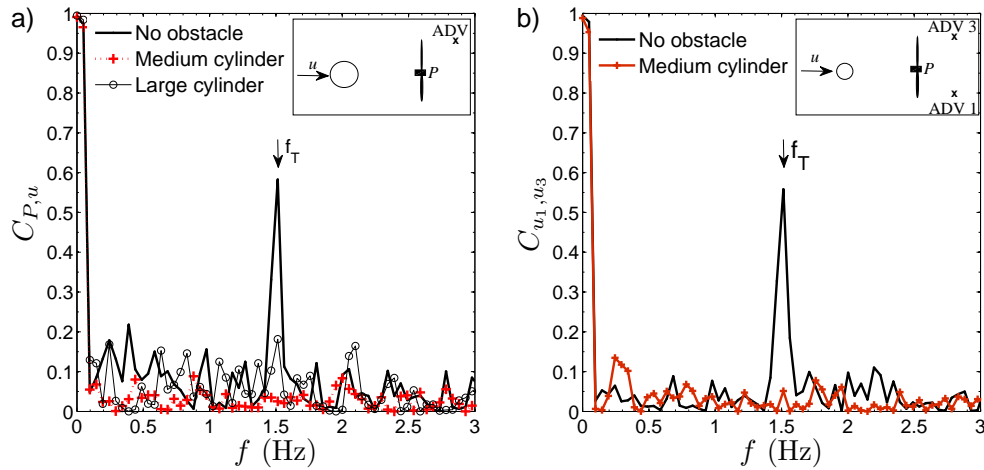 a)
No obstacle
Medium cylinder
Large cylinder
ADV
u
P
f_T
C_{P,u}
1
0.9
0.8
0.7
0.6
0.5
0.4
0.3
0.2
0.1
0
0 0.5 1 1.5 2 2.5 3
f (Hz)
b)
No obstacle
Medium cylinder
ADV 3
u
P
ADV 1
f_T
C_{u_1,u_3}
1
0.9
0.8
0.7
0.6
0.5
0.4
0.3
0.2
0.1
0
0 0.5 1 1.5 2 2.5 3
f (Hz)